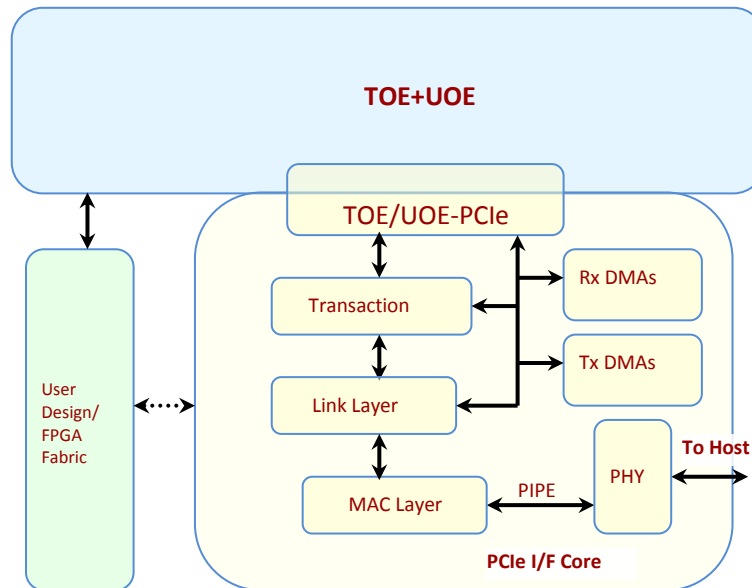 TOE+UOE
TOE/UOE-PCIe
Rx DMAs
Transaction
Tx DMAs
User
Design/
FPGA
Fabric
Link Layer
To Host
PHY
PIPE
MAC Layer
PCIe I/F Core